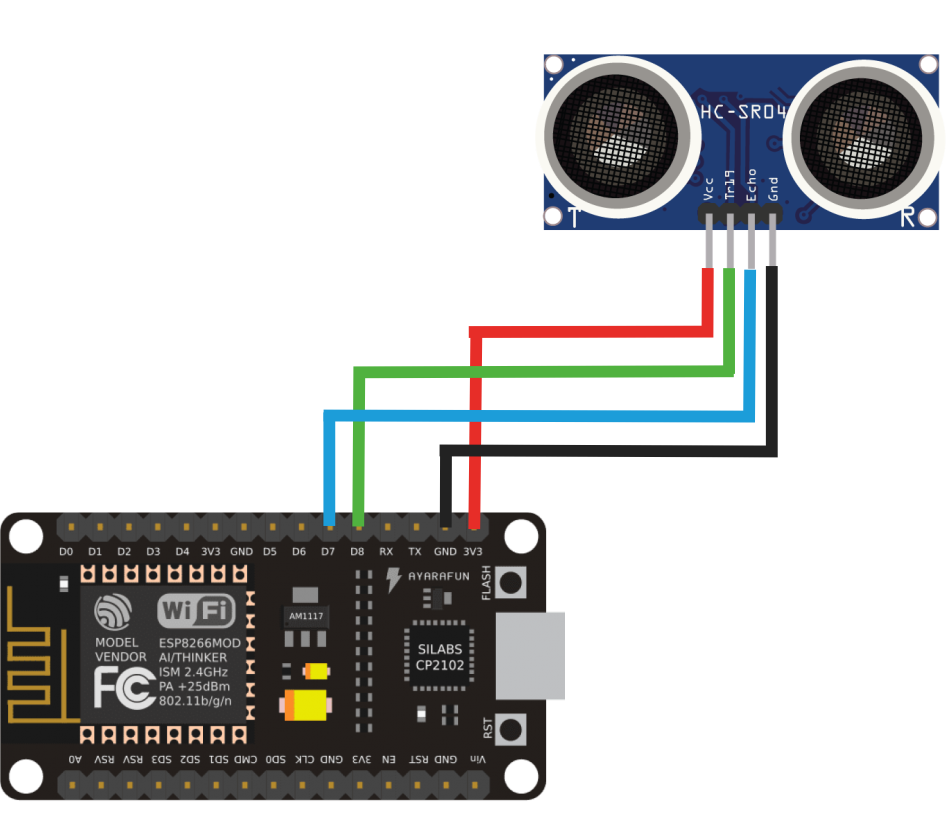 HC-SR04
Vcc
Trig
Echo
Gnd
T
R
D0 D1 D2 D3 D4 3V3 GND D5 D6 D7 D8 RX TX GND 3V3
AYARAFUN
FLASH
Wi Fi
AM1117
MODEL
VENDOR
ESP8266MOD
AI/THINKER
ISM 2.4GHz
PA +25dBm
802.11b/g/n
FC
SILABS
CP2102
RST
A0 RSV RSV SD3 SD2 SD1 CMD SD0 CLK GND 3V3 EN RST GND Vin